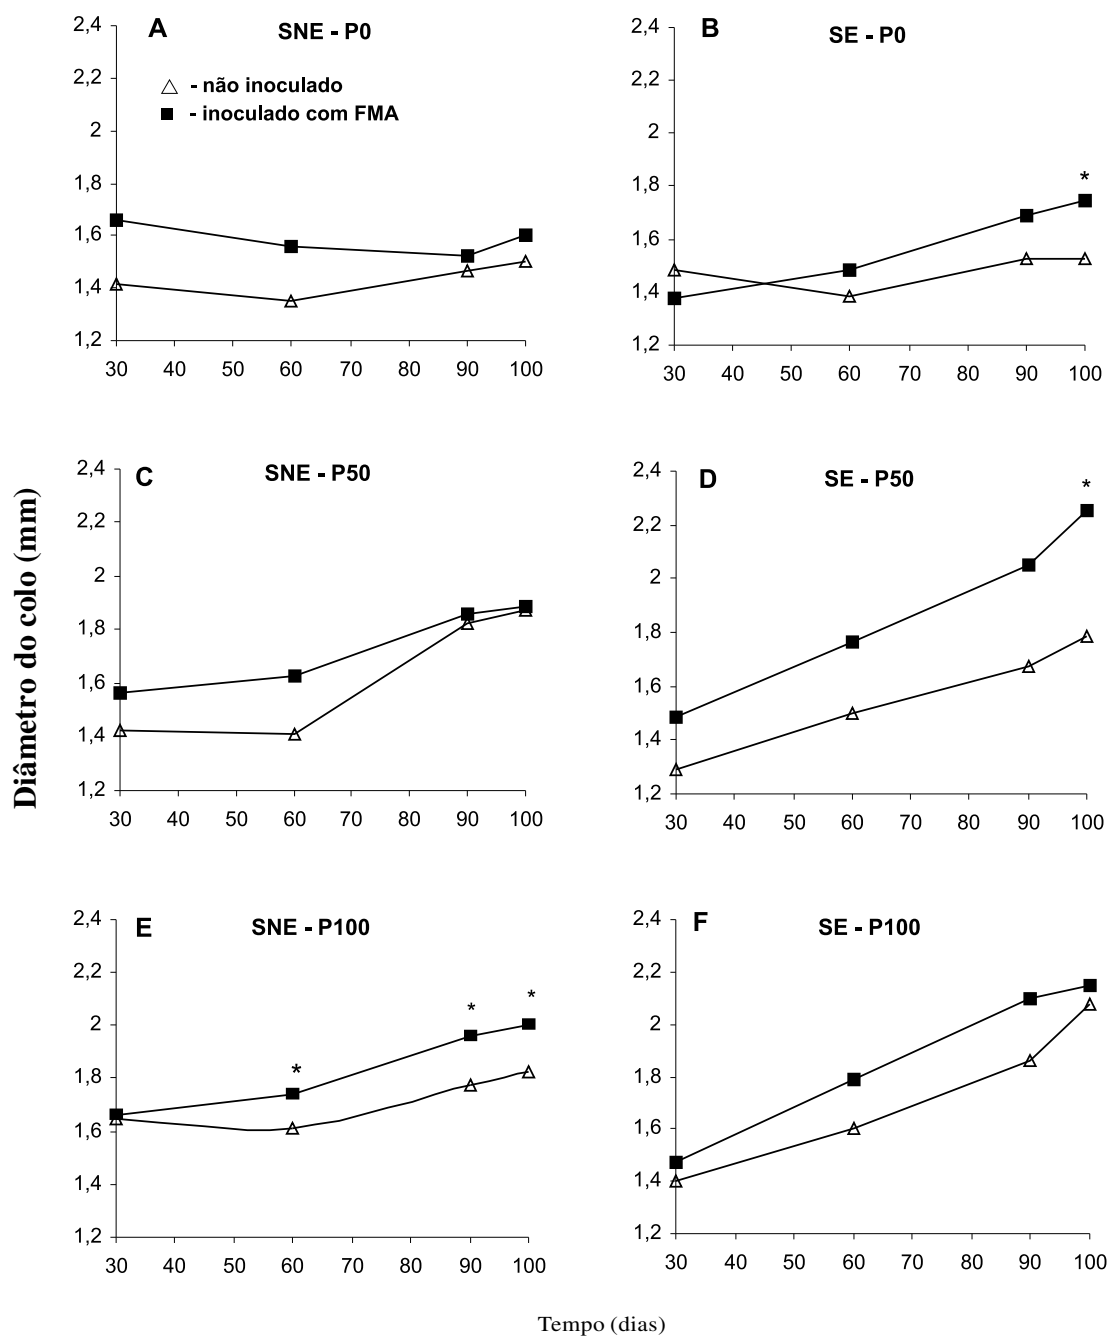 A SNE - P0
2,4
2,2
2
1,8
1,6
1,4
1,2
△ - não inoculado
■ - inoculado com FMA
30 40 50 60 70 80 90 100
B SE - P0
2,4
2,2
2
1,8
1,6
1,4
1,2
*
30 40 50 60 70 80 90 100
Diâmetro do colo (mm)
C SNE - P50
2,4
2,2
2
1,8
1,6
1,4
1,2
30 40 50 60 70 80 90 100
D SE - P50
2,4
2,2
2
1,8
1,6
1,4
1,2
*
30 40 50 60 70 80 90 100
E SNE - P100
2,4
2,2
2
1,8
1,6
1,4
1,2
* * *
30 40 50 60 70 80 90 100
F SE - P100
2,4
2,2
2
1,8
1,6
1,4
1,2
30 40 50 60 70 80 90 100
Tempo (dias)